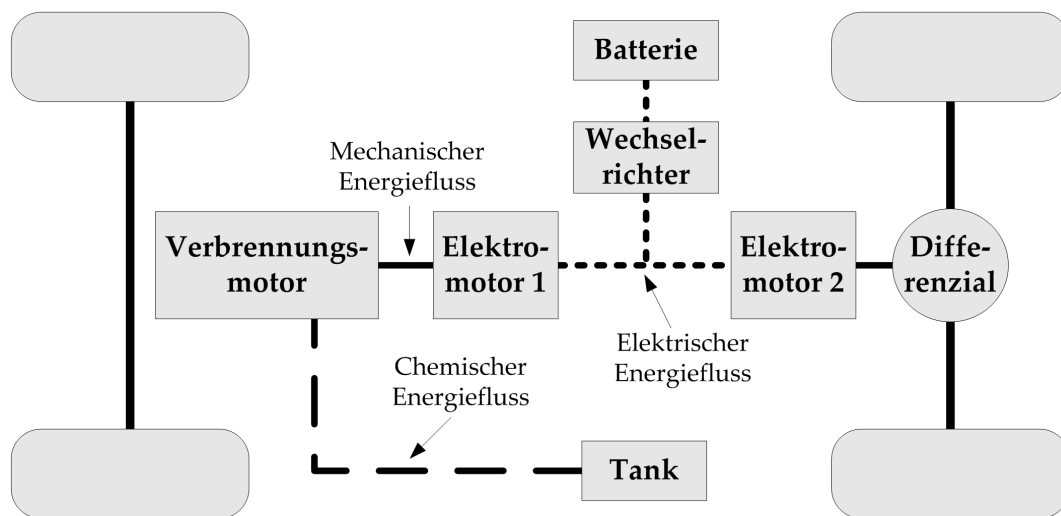 Batterie
Wechsel-
richter
Mechanischer
Energiefluss
Verbrennungs-
motor
Elektro-
motor 1
Elektro-
motor 2
Diffe-
renzial
Elektrischer
Energiefluss
Chemischer
Energiefluss
Tank